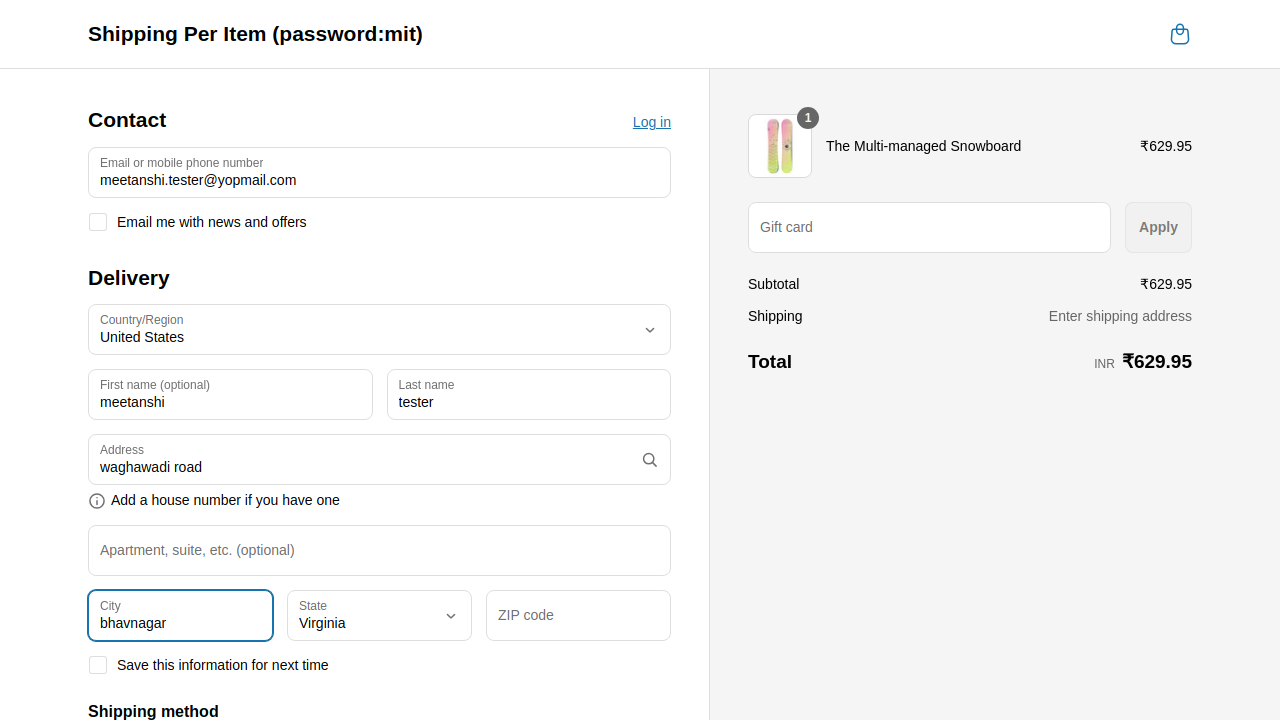 Shipping Per Item (password:mit)
Contact
Log in
Email or mobile phone number
meetanshi.tester@yopmail.com
Email me with news and offers
Delivery
Country/Region
United States
First name (optional)
meetanshi
Last name
tester
Address
waghawadi road
Add a house number if you have one
Apartment, suite, etc. (optional)
City
bhavnagar
State
Virginia
ZIP code
Save this information for next time
Shipping method
1
The Multi-managed Snowboard ₹629.95
Gift card
Apply
Subtotal ₹629.95
Shipping Enter shipping address
Total INR ₹629.95